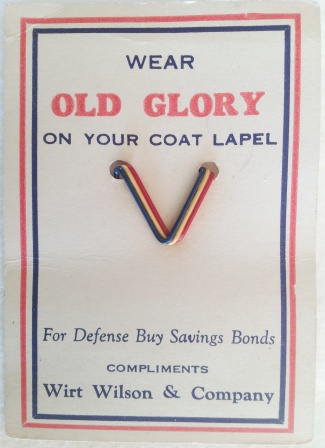 WEAR
OLD GLORY
ON YOUR COAT LAPEL
For Defense Buy Savings Bonds
COMPLIMENTS
Wirt Wilson & Company